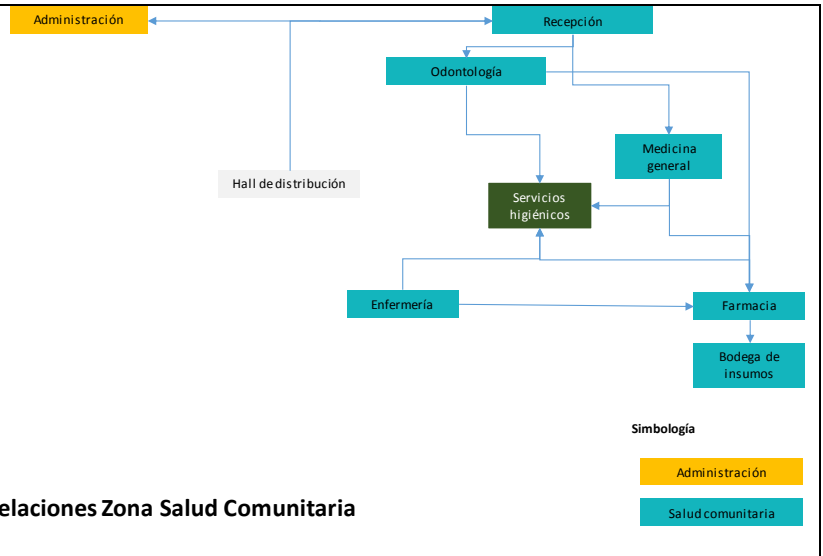 Administración
Recepción
Odontología
Medicina
general
Hall de distribución
Servicios
higiénicos
Enfermería
Farmacia
Bodega de
insumos
Simbología
Administración
elaciones Zona Salud Comunitaria
Salud comunitaria